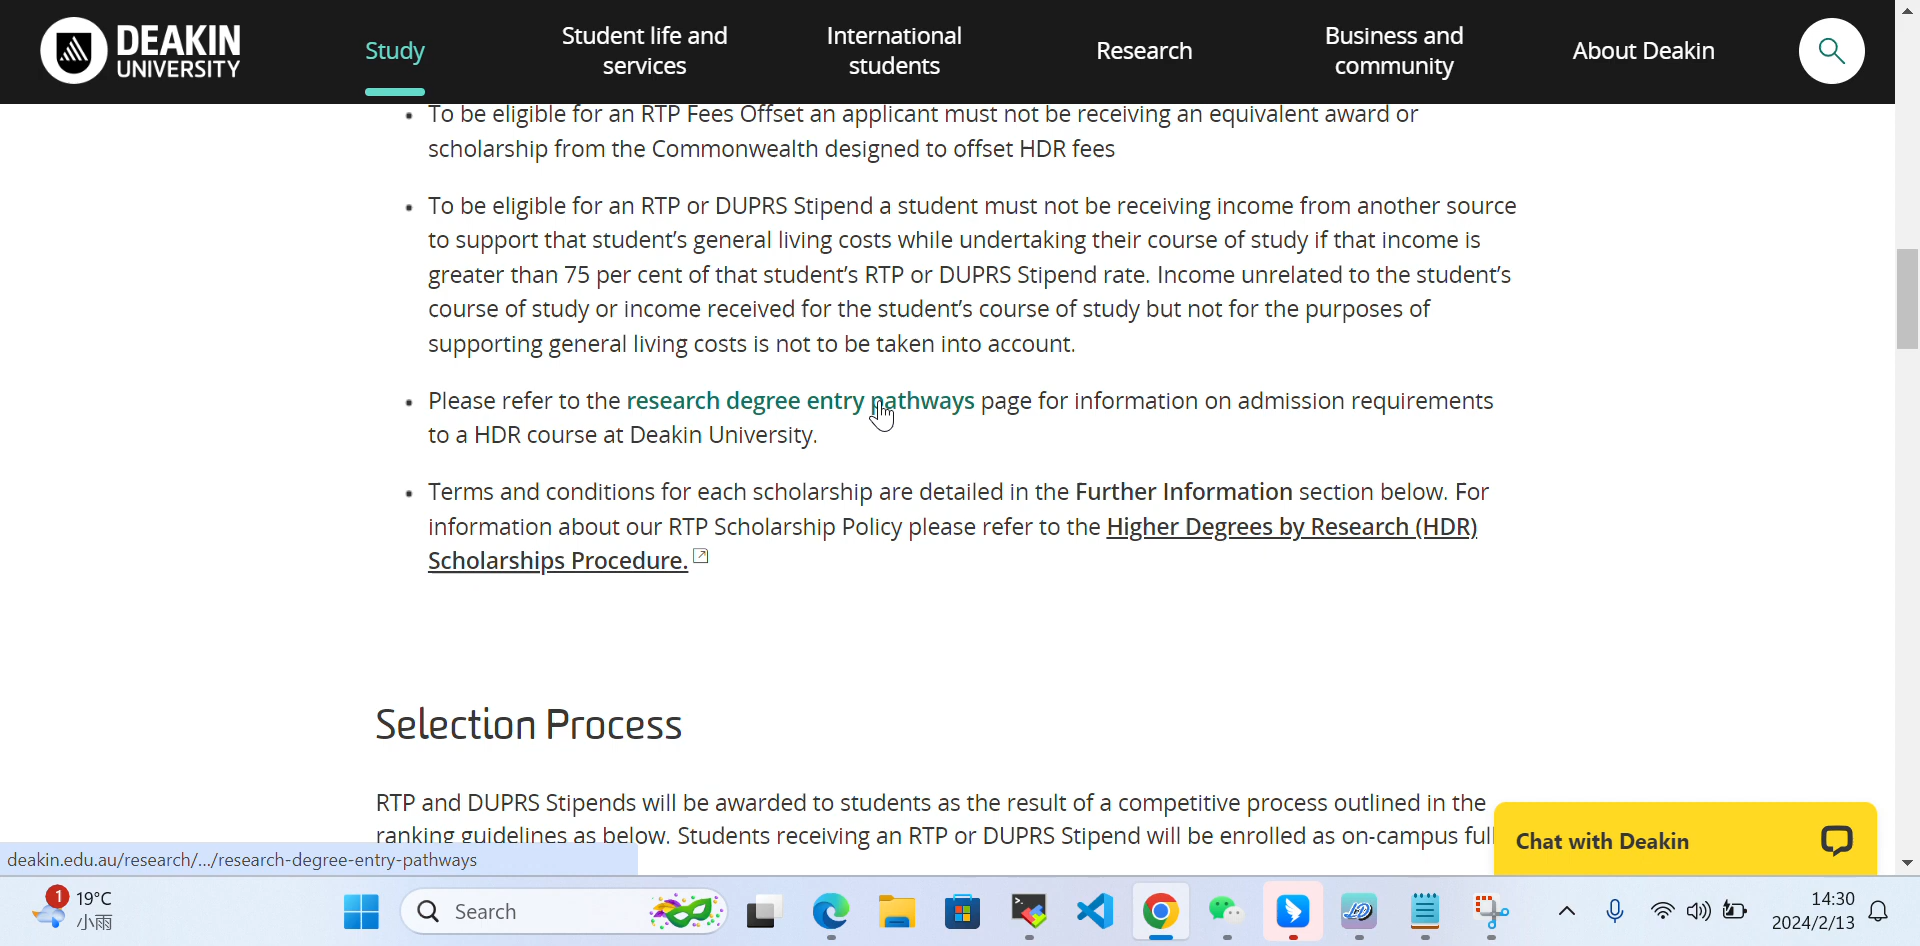 DEAKIN
UNIVERSITY
Study
Student life and
services
International
students
Research
Business and
community
About Deakin
• To be eligible for an RTP Fees Offset an applicant must not be receiving an equivalent award or
scholarship from the Commonwealth designed to offset HDR fees
• To be eligible for an RTP or DUPRS Stipend a student must not be receiving income from another source
to support that student's general living costs while undertaking their course of study if that income is
greater than 75 per cent of that student's RTP or DUPRS Stipend rate. Income unrelated to the student's
course of study or income received for the student's course of study but not for the purposes of
supporting general living costs is not to be taken into account.
• Please refer to the research degree entry pathways page for information on admission requirements
to a HDR course at Deakin University.
• Terms and conditions for each scholarship are detailed in the Further Information section below. For
information about our RTP Scholarship Policy please refer to the Higher Degrees by Research (HDR)
Scholarships Procedure.
Selection Process
RTP and DUPRS Stipends will be awarded to students as the result of a competitive process outlined in the
ranking guidelines as below. Students receiving an RTP or DUPRS Stipend will be enrolled as on-campus full
Chat with Deakin
deakin.edu.au/research/.../research-degree-entry-pathways
1
19°C
小雨
Search
14:30
2024/2/13